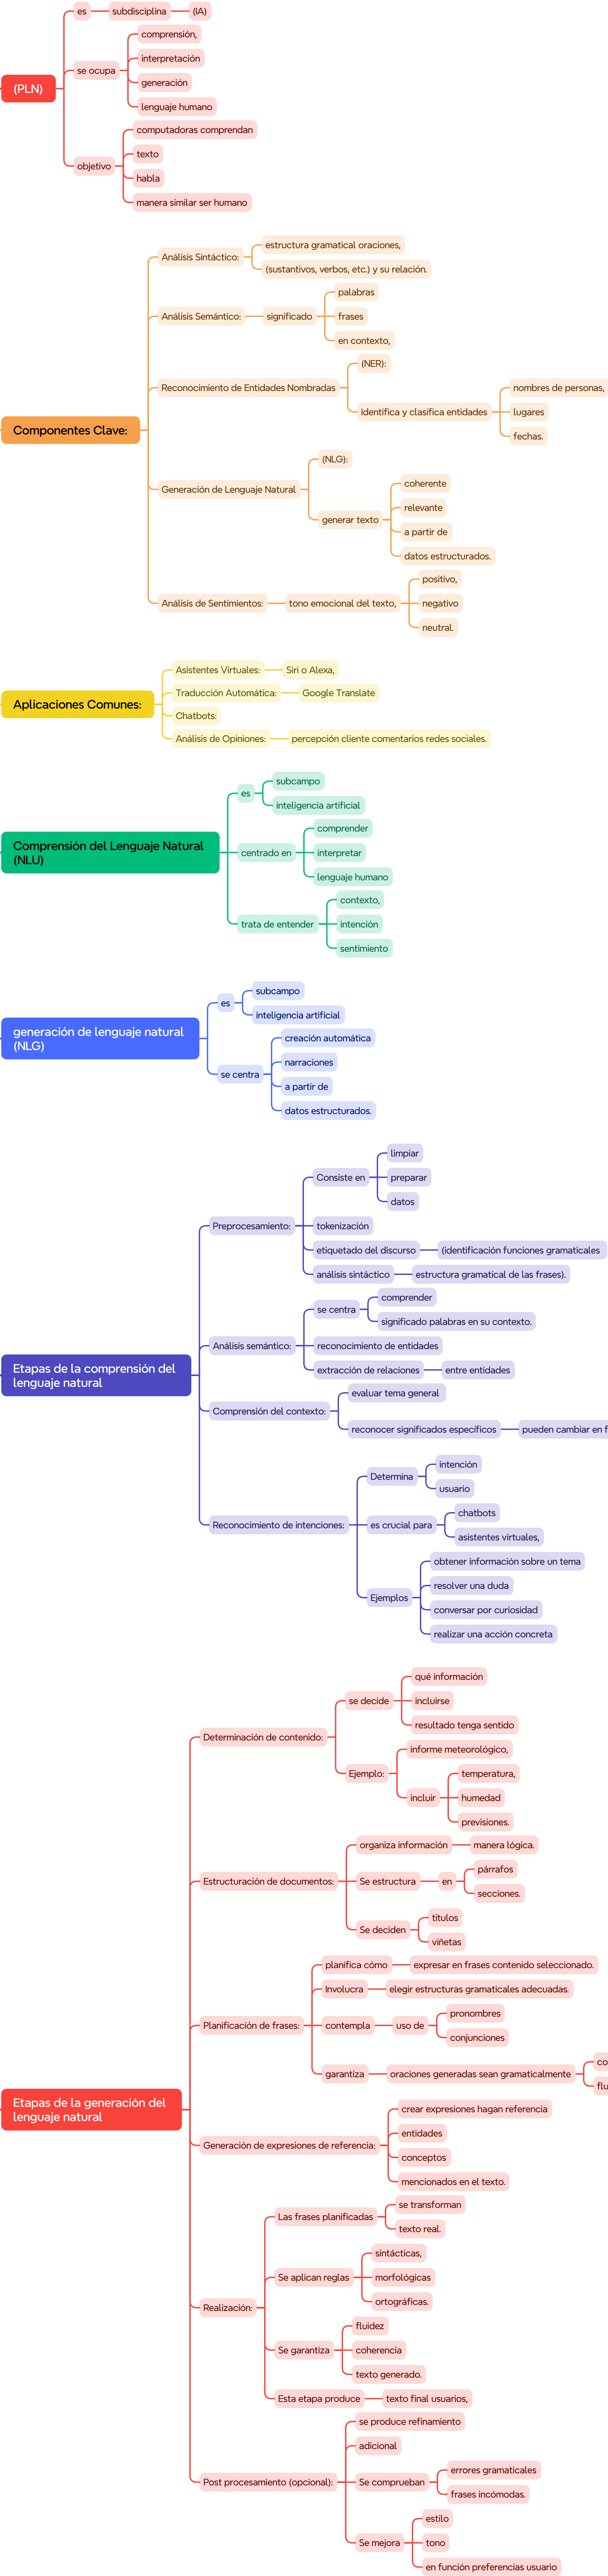 (PLN)
es
subdisciplina
(IA)
se ocupa
comprensión,
interpretación
generación
lenguaje humano
objetivo
computadoras comprendan
texto
habla
manera similar ser humano
Componentes Clave:
Análisis Sintáctico:
estructura gramatical oraciones,
(sustantivos, verbos, etc.) y su relación.
Análisis Semántico:
significado
palabras
frases
en contexto,
Reconocimiento de Entidades Nombradas
(NER):
Identifica y clasifica entidades
nombres de personas,
lugares
fechas.
Generación de Lenguaje Natural
(NLG):
generar texto
coherente
relevante
a partir de
datos estructurados.
Análisis de Sentimientos:
tono emocional del texto,
positivo,
negativo
neutral.
Aplicaciones Comunes:
Asistentes Virtuales:
Siri o Alexa,
Traducción Automática:
Google Translate
Chatbots:
Análisis de Opiniones:
percepción cliente comentarios redes sociales.
Comprensión del Lenguaje Natural
(NLU)
es
subcampo
inteligencia artificial
centrado en
comprender
interpretar
lenguaje humano
trata de entender
contexto,
intención
sentimiento
generación de lenguaje natural
(NLG)
es
subcampo
inteligencia artificial
se centra
creación automática
narraciones
a partir de
datos estructurados.
Etapas de la comprensión del
lenguaje natural
Preprocesamiento:
Consiste en
limpiar
preparar
datos
tokenización
etiquetado del discurso
(identificación funciones gramaticales
análisis sintáctico
estructura gramatical de las frases).
Análisis semántico:
se centra
comprender
significado palabras en su contexto.
reconocimiento de entidades
extracción de relaciones
entre entidades
Comprensión del contexto:
evaluar tema general
reconocer significados específicos
pueden cambiar en f
Reconocimiento de intenciones:
Determina
intención
usuario
es crucial para
chatbots
asistentes virtuales,
Ejemplos
obtener información sobre un tema
resolver una duda
conversar por curiosidad
realizar una acción concreta
Etapas de la generación del
lenguaje natural
Determinación de contenido:
se decide
qué información
incluirse
resultado tenga sentido
Ejemplo:
informe meteorológico,
incluir
temperatura,
humedad
previsiones.
Estructuración de documentos:
organiza información
manera lógica.
Se estructura
en
párrafos
secciones.
Se deciden
títulos
viñetas
Planificación de frases:
planifica cómo
expresar en frases contenido seleccionado.
Involucra
elegir estructuras gramaticales adecuadas.
contempla
uso de
pronombres
conjunciones
garantiza
oraciones generadas sean gramaticalmente
co
flu
Generación de expresiones de referencia:
crear expresiones hagan referencia
entidades
conceptos
mencionados en el texto.
Realización:
Las frases planificadas
se transforman
texto real.
Se aplican reglas
sintácticas,
morfológicas
ortográficas.
Se garantiza
fluidez
coherencia
texto generado.
Esta etapa produce
texto final usuarios,
Post procesamiento (opcional):
se produce refinamiento
adicional
Se comprueban
errores gramaticales
frases incómodas.
Se mejora
estilo
tono
en función preferencias usuario